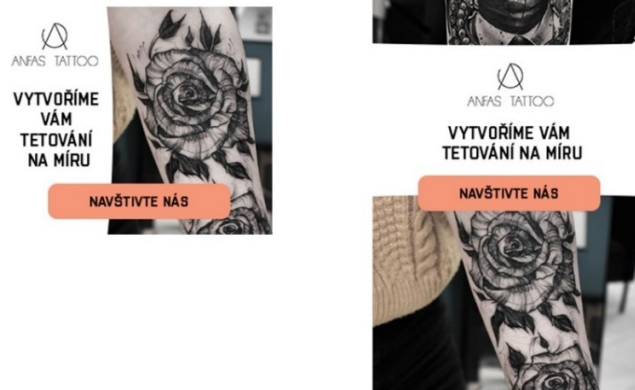 ANFAS TATTOO
VYTVOŘÍME
VÁM
TETOVÁNÍ
NA MÍRU
NAVŠTIVTE NÁS
ANFAS TATTOO
VYTVOŘÍME VÁM
TETOVÁNÍ NA MÍRU
NAVŠTIVTE NÁS